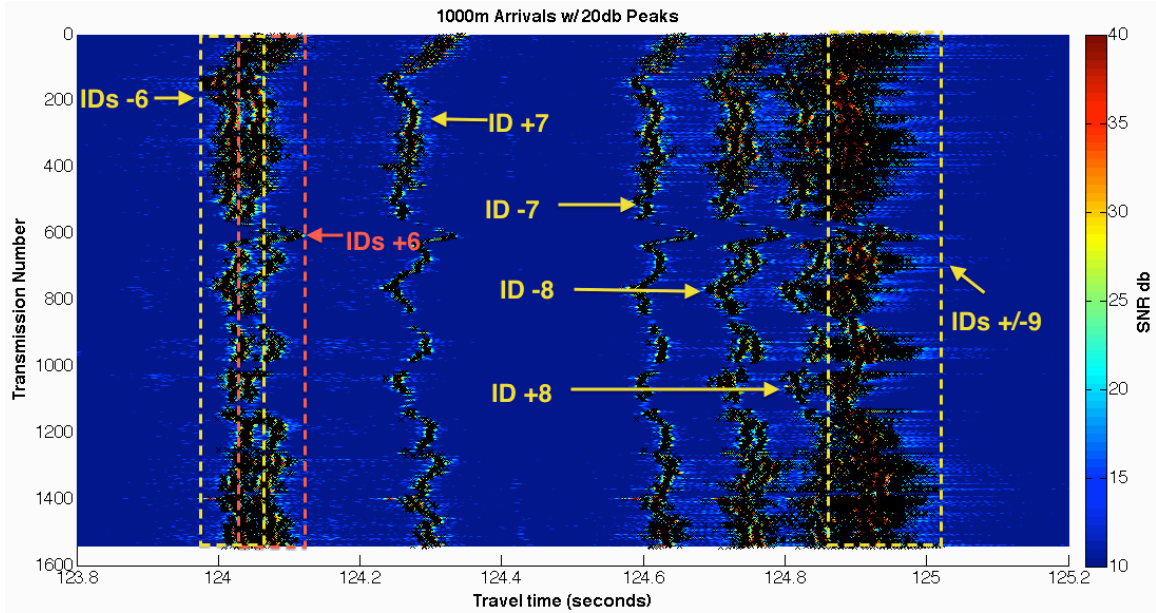 1000m Arrivals w/20db Peaks
Transmission Number
0
200
400
600
800
1000
1200
1400
1600
IDs -6
ID +7
ID -7
IDs +6
ID -8
IDs +/-9
ID +8
123.8
124
124.2
124.4
124.6
124.8
125
125.2
Travel time (seconds)
40
35
30
25
20
15
10
SNR db